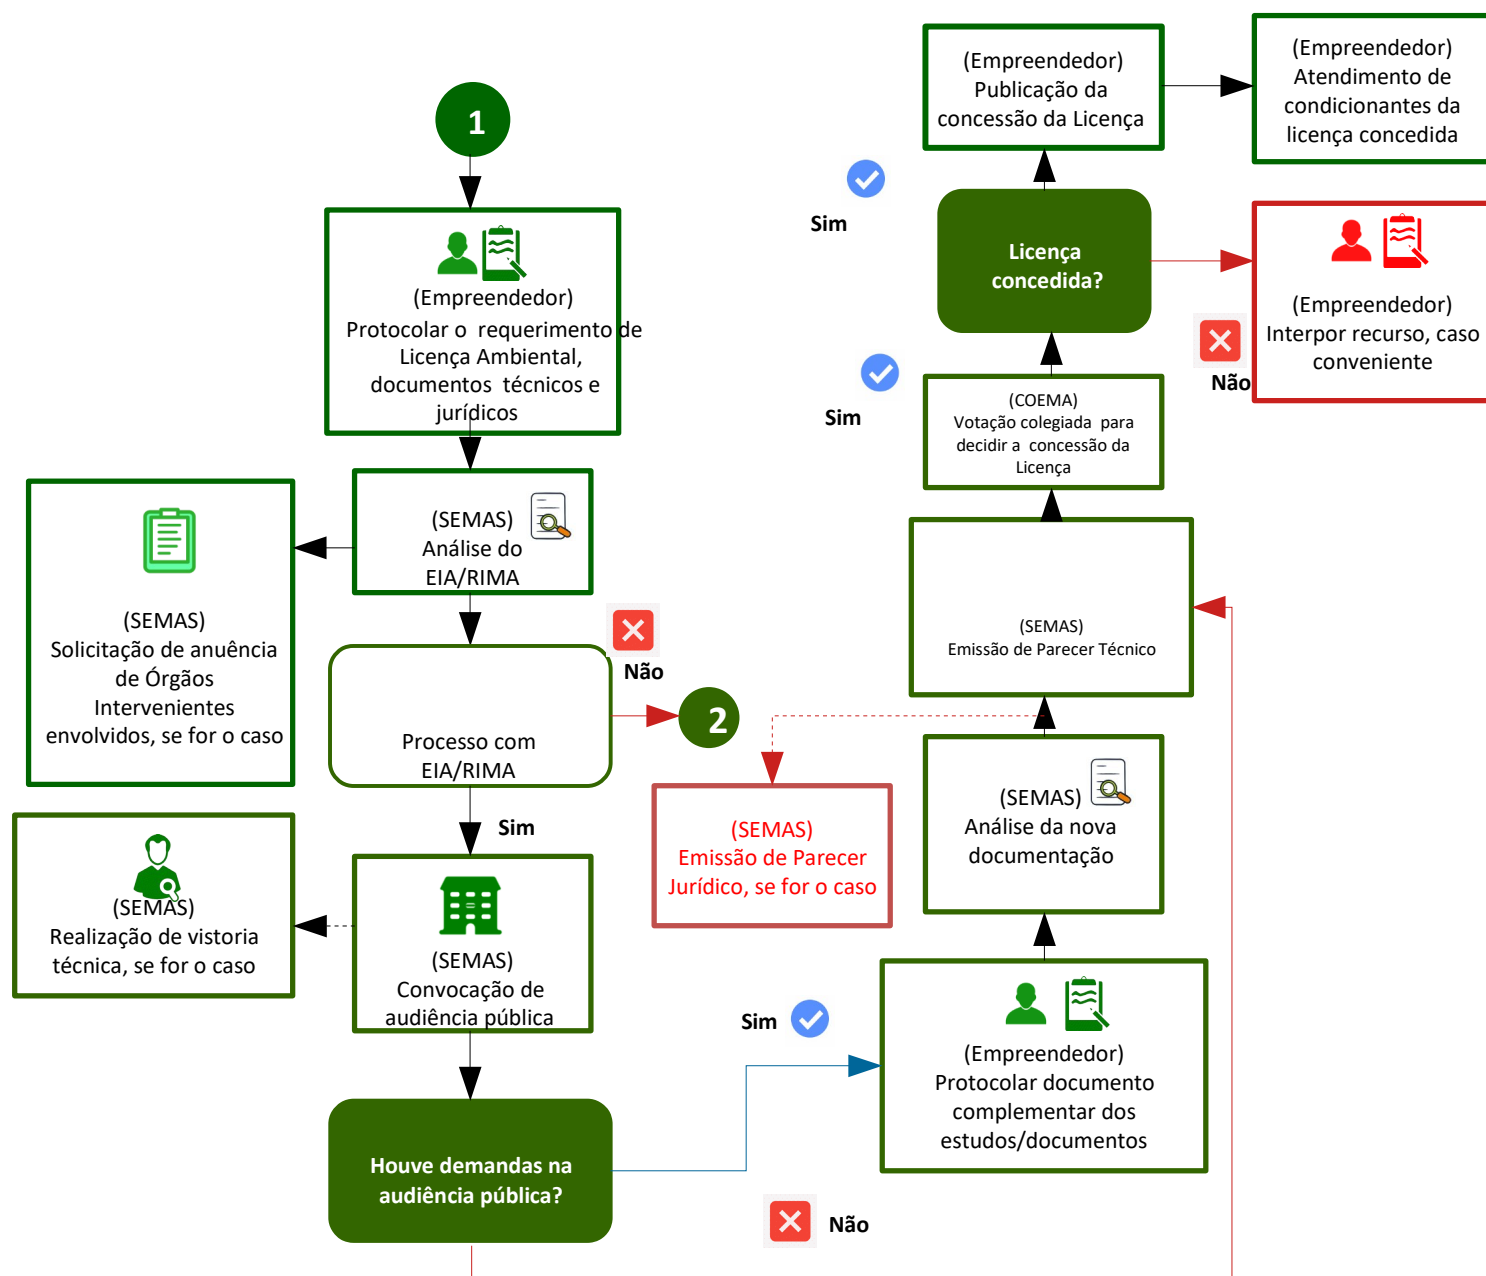 1
(Empreendedor)
Protocolar o requerimento de
Licença Ambiental,
documentos técnicos e
jurídicos
(SEMAS)
Análise do
EIA/RIMA
(SEMAS)
Solicitação de anuência
de Órgãos
Intervenientes
envolvidos, se for o caso
Processo com
EIA/RIMA
Não
2
Sim
(SEMAS)
Convocação de
audiência pública
(SEMAS)
Realização de vistoria
técnica, se for o caso
Houve demandas na
audiência pública?
Sim
Não
(Empreendedor)
Protocolar documento
complementar dos
estudos/documentos
(SEMAS)
Análise da nova
documentação
(SEMAS)
Emissão de Parecer
Jurídico, se for o caso
(SEMAS)
Emissão de Parecer Técnico
(COEMA)
Votação colegiada para
decidir a concessão da
Licença
Sim
Licença
concedida?
Sim
Não
(Empreendedor)
Publicação da
concessão da Licença
(Empreendedor)
Atendimento de
condicionantes da
licença concedida
(Empreendedor)
Interpor recurso, caso
conveniente